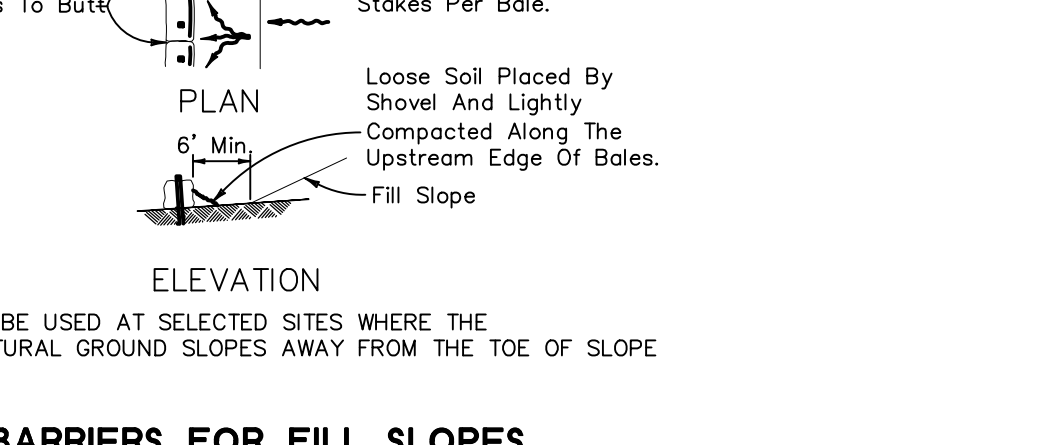 To Butt
Stakes Per Bale.
PLAN
Loose Soil Placed By
Shovel And Lightly
Compacted Along The
Upstream Edge Of Bales.
6' Min.
Fill Slope
ELEVATION
BE USED AT SELECTED SITES WHERE THE
TURAL GROUND SLOPES AWAY FROM THE TOE OF SLOPE
BARRIERS FOR FILL SLOPES